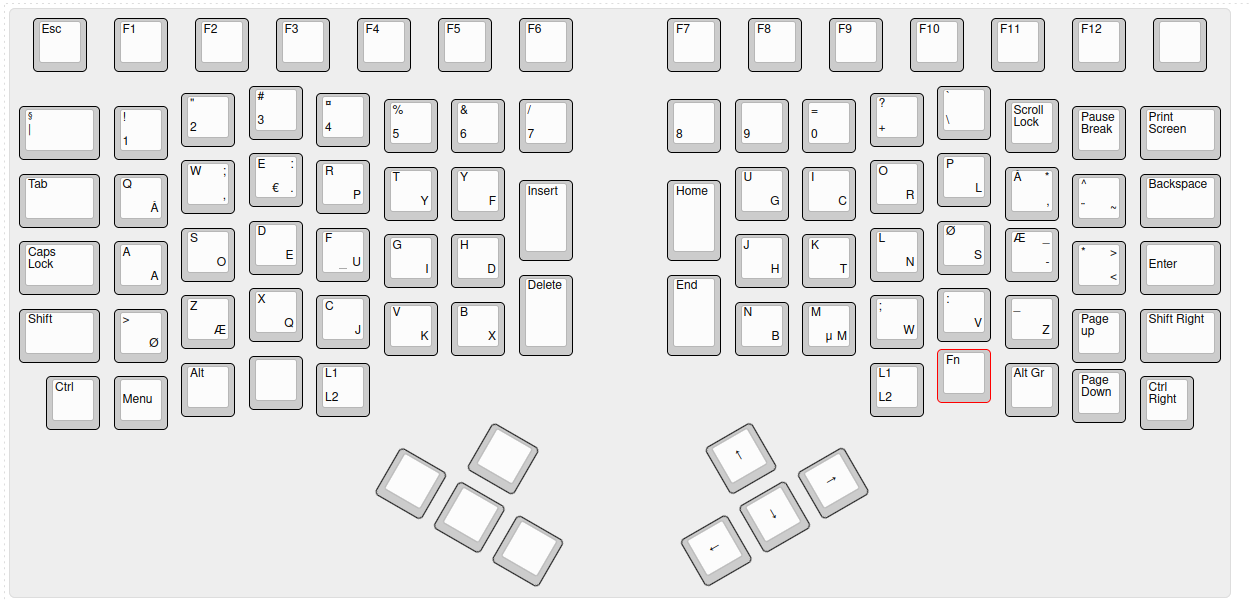 Esc F1 F2 F3 F4 F5 F6 F7 F8 F9 F10 F11 F12
§ ! " # ¤ % & / = ? ` Scroll Lock Pause Break Print Screen
| 1 2 3 4 5 6 7 8 9 0 + \
Tab Q W ; E : R T Y Insert Home U I O P Å * ^ Backspace
Å , € . P Y F G C R L , ¨ ~
Caps Lock A S D F G H J K L Ø Æ _ * > Enter
A O E _ U I D H T N S - <
Shift > Z X C V B Delete End N M ; : _ Page up Shift Right
Ø Æ Q J K X B µ M W V Z
Ctrl Menu Alt L1 L1 Fn Alt Gr Page Down Ctrl Right
L2 L2
↑ →
← ↓